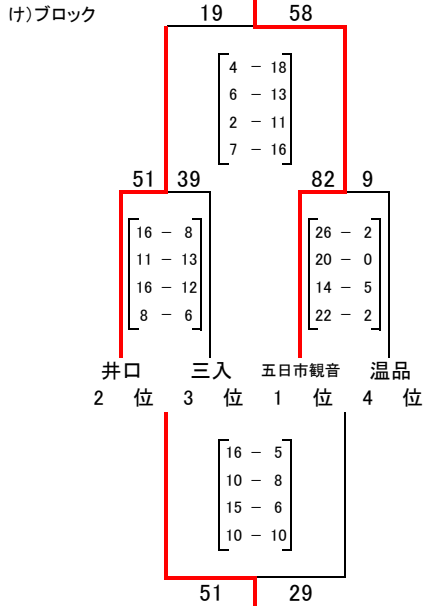 け)ブロック
19 58
4 － 18
6 － 13
2 － 11
7 － 16
51 39 82 9
16 － 8 26 － 2
11 － 13 20 － 0
16 － 12 14 － 5
8 － 6 22 － 2
井口 三入 五日市観音 温品
2 位 3 位 1 位 4 位
16 － 5
10 － 8
15 － 6
10 － 10
51 29